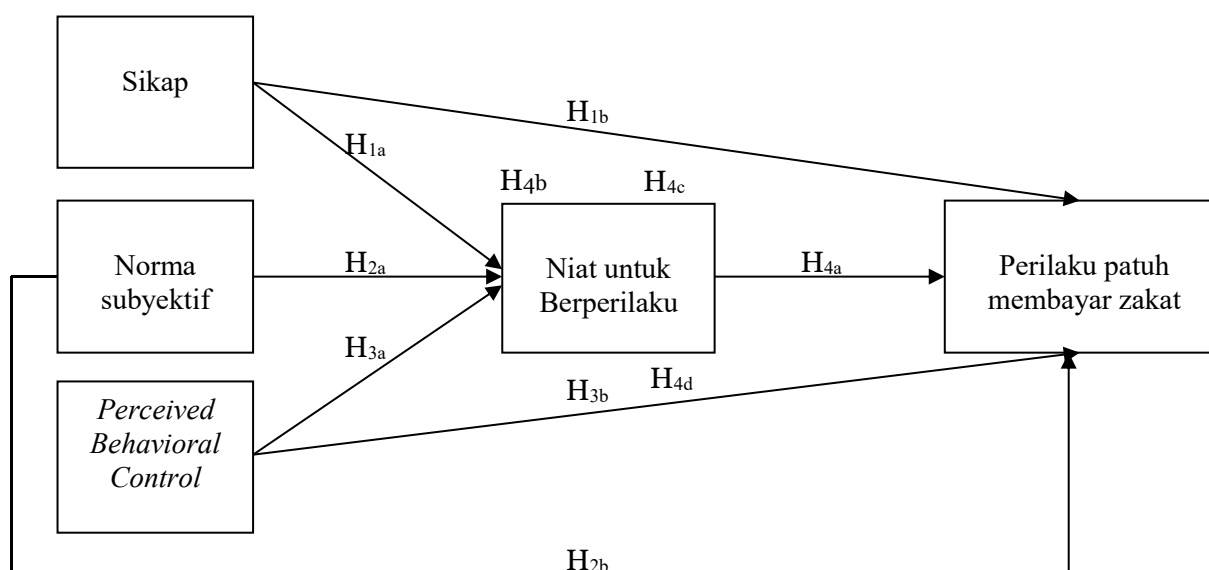 Sikap
H1b
H1a
H4b
H4c
Norma
subyektif
H2a
Niat untuk
Berperilaku
H4a
Perilaku patuh
membayar zakat
H3a
H4d
H3b
Perceived
Behavioral
Control
H2b